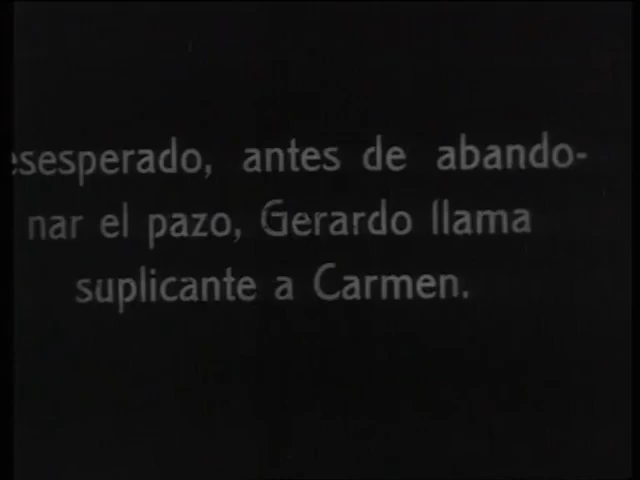 esesperado, antes de abando-
nar el pazo, Gerardo llama
suplicante a Carmen.